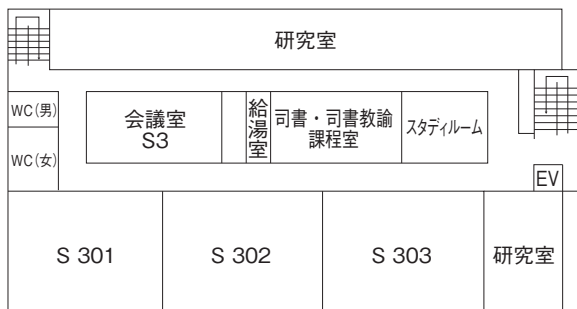 研究室
WC(男)
WC(女)
会議室
S3
給湯室
司書・司書教諭
課程室
スタディルーム
EV
S 301
S 302
S 303
研究室